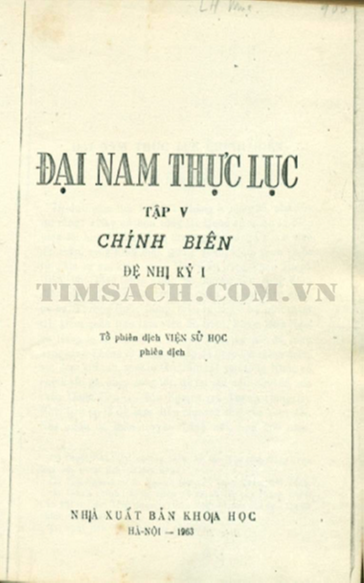 ĐẠI NAM THỰC LỤC
TẬP V
CHÍNH BIÊN
ĐỆ NHỊ KỶ I
TIMSACH.COM.VN
Tổ phiên dịch VIỆN SỬ HỌC
phiên dịch
NHÀ XUẤT BẢN KHOA HỌC
HÀ-NỘI — 1963